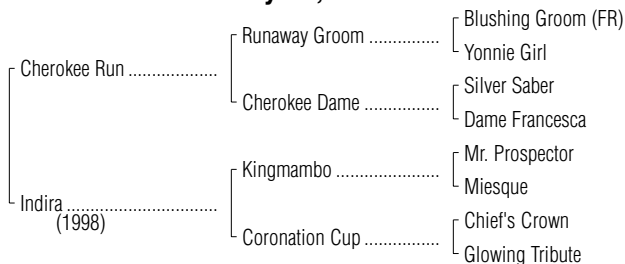 Blushing Groom (FR)
Runaway Groom ...............
Yonnie Girl
Cherokee Run ...................
Silver Saber
Cherokee Dame ................
Dame Francesca
Mr. Prospector
Kingmambo ......................
Miesque
Indira ................................
(1998)
Chief's Crown
Coronation Cup ................
Glowing Tribute